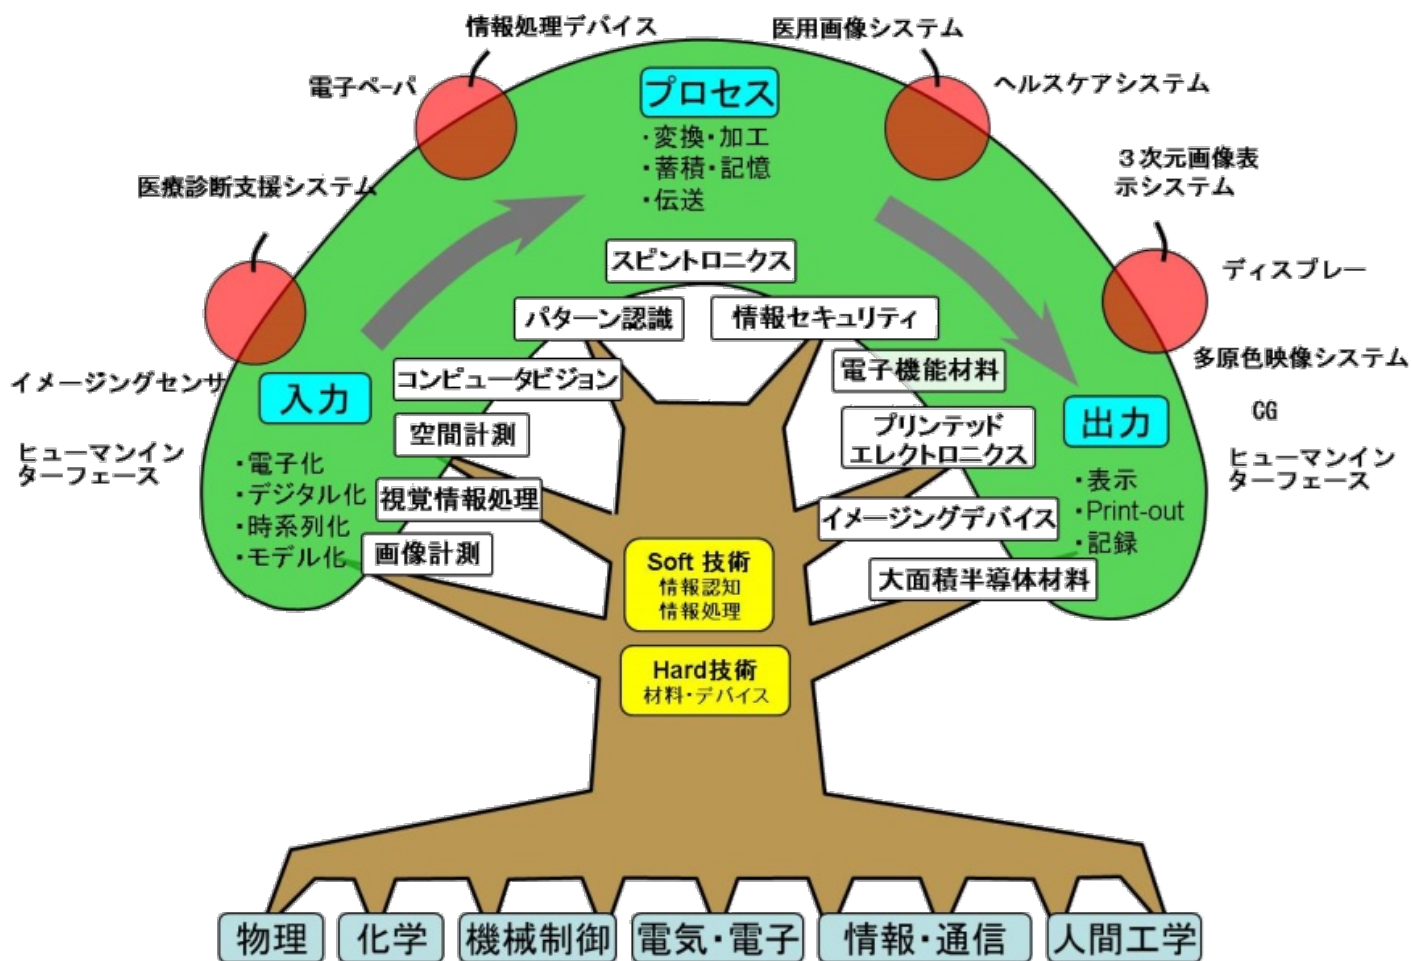 情報処理デバイス
医用画像システム
電子ペーパ
ヘルスケアシステム
プロセス
・変換・加工
・蓄積・記憶
・伝送
3次元画像表
示システム
医療診断支援システム
スピントロニクス
ディスプレー
パターン認識
情報セキュリティ
イメージングセンサ
入力
コンピュータビジョン
電子機能材料
多原色映像システム
出力
CG
空間計測
プリンテッド
エレクトロニクス
ヒューマンイン
ターフェース
ヒューマンイン
ターフェース
・電子化
・デジタル化
・時系列化
・モデル化
視覚情報処理
画像計測
イメージングデバイス
大面積半導体材料
・表示
・Print-out
・記録
Soft 技術
情報認知
情報処理
Hard技術
材料・デバイス
物理
化学
機械制御
電気・電子
情報・通信
人間工学